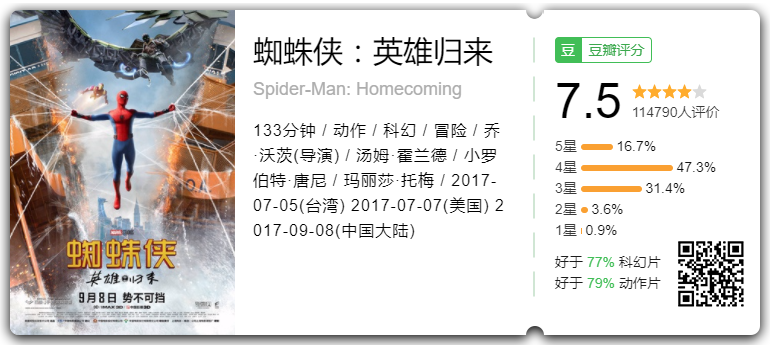 蜘蛛侠：英雄归来
Spider-Man: Homecoming
133分钟 / 动作 / 科幻 / 冒险 / 乔
·沃茨(导演) / 汤姆·霍兰德 / 小罗
伯特·唐尼 / 玛丽莎·托梅 / 2017-
07-05(台湾) 2017-07-07(美国) 2
017-09-08(中国大陆)
豆 豆瓣评分
7.5
114790人评价
5星 16.7%
4星 47.3%
3星 31.4%
2星 3.6%
1星 0.9%
好于 77% 科幻片
好于 79% 动作片
蜘蛛侠
英雄归来
9月8日 势不可挡